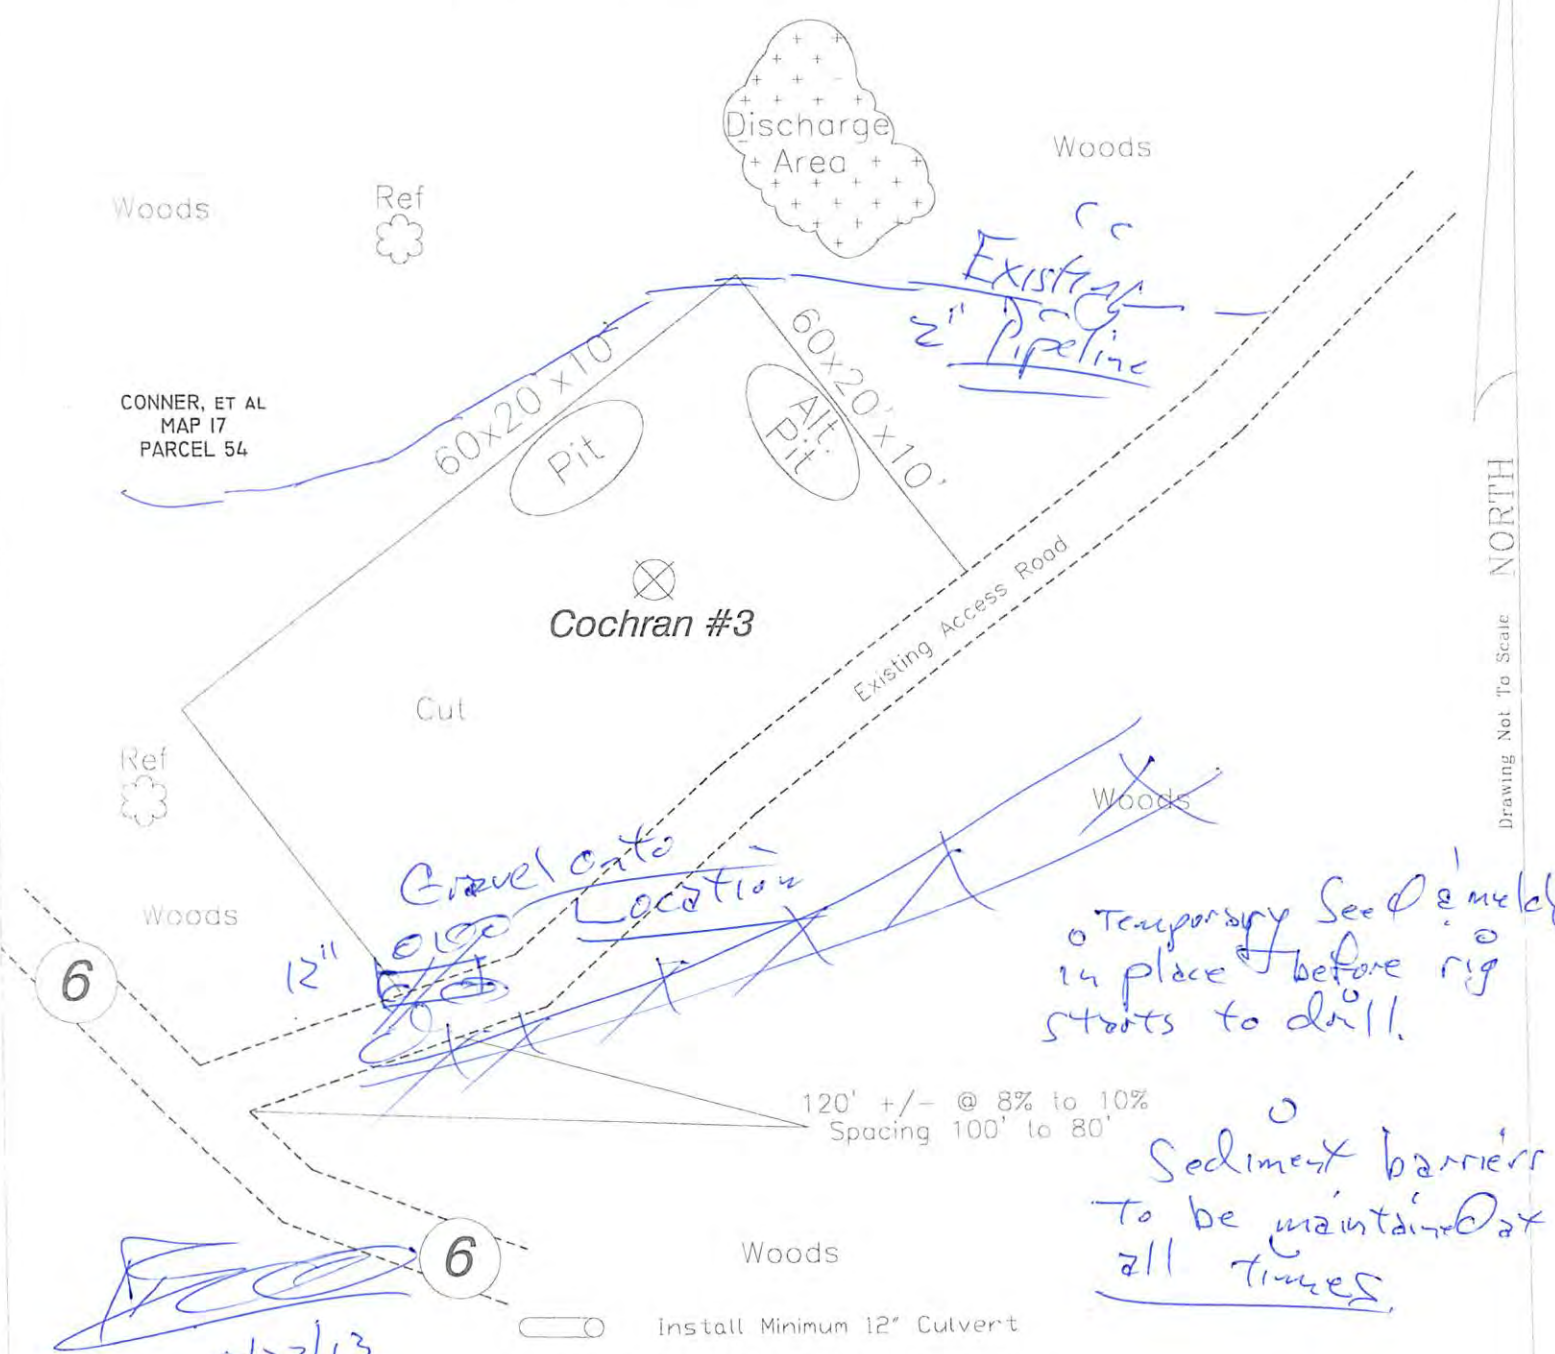 Discharge
Area
Woods
Woods
Ref
Existing
2" Pipeline
60x20'x10'
60x20'x10'
Pit
Alt.
Pit
CONNER, ET AL
MAP 17
PARCEL 54
NORTH
Drawing Not To Scale
Cochran #3
Existing Access Road
Cut
Ref
Woods
Woods
Gravel onto
Location
12"
6
Temporary Seed & mulch
in place before rig
starts to drill.
120' +/- @ 8% to 10%
Spacing 100' to 80'
Sediment barriers
To be maintained at
all times
6
Woods
Install Minimum 12" Culvert